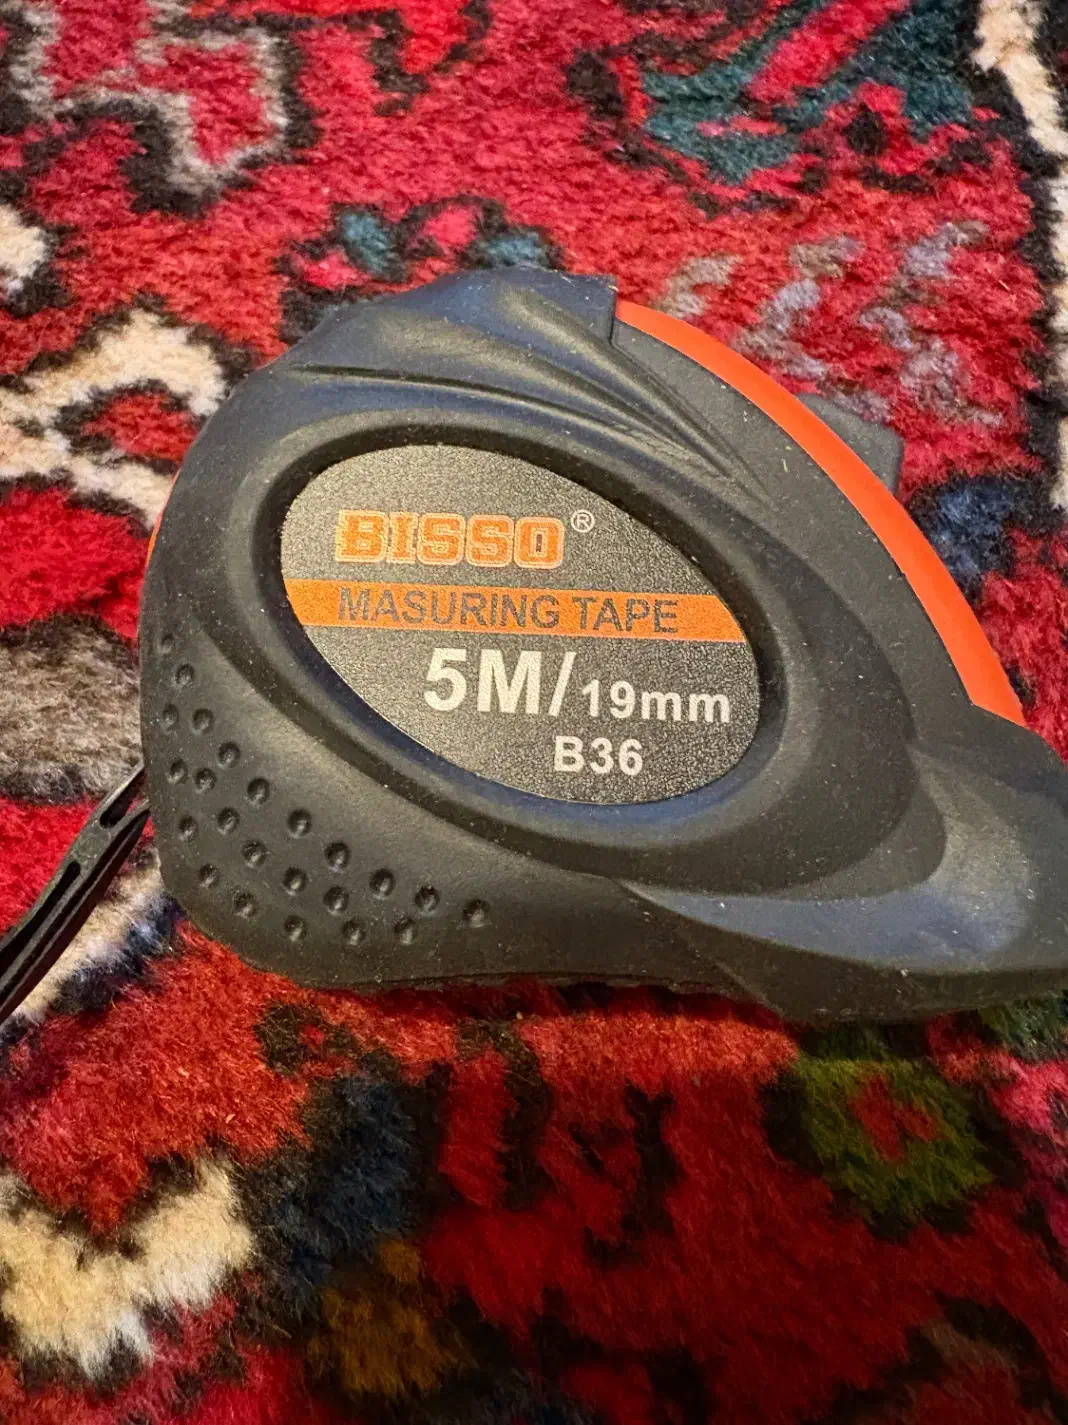 BISSO®
MASURING TAPE
5M/19mm
B36